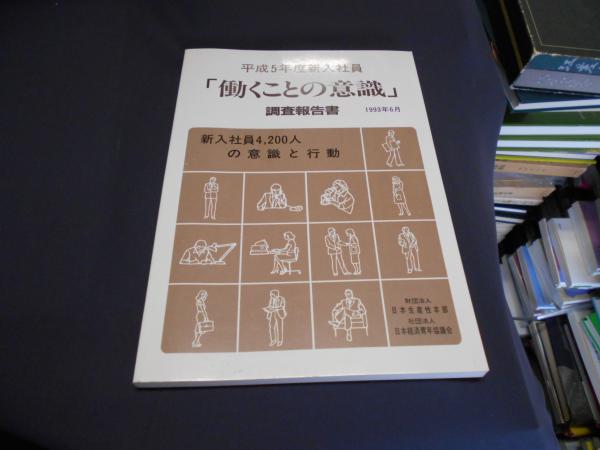 平成5年度新入社員
「働くことの意識」
調査報告書 1993年6月
新入社員4,200人
の意識と行動
財団法人
日本生産性本部
社団法人
日本経済青年協議会